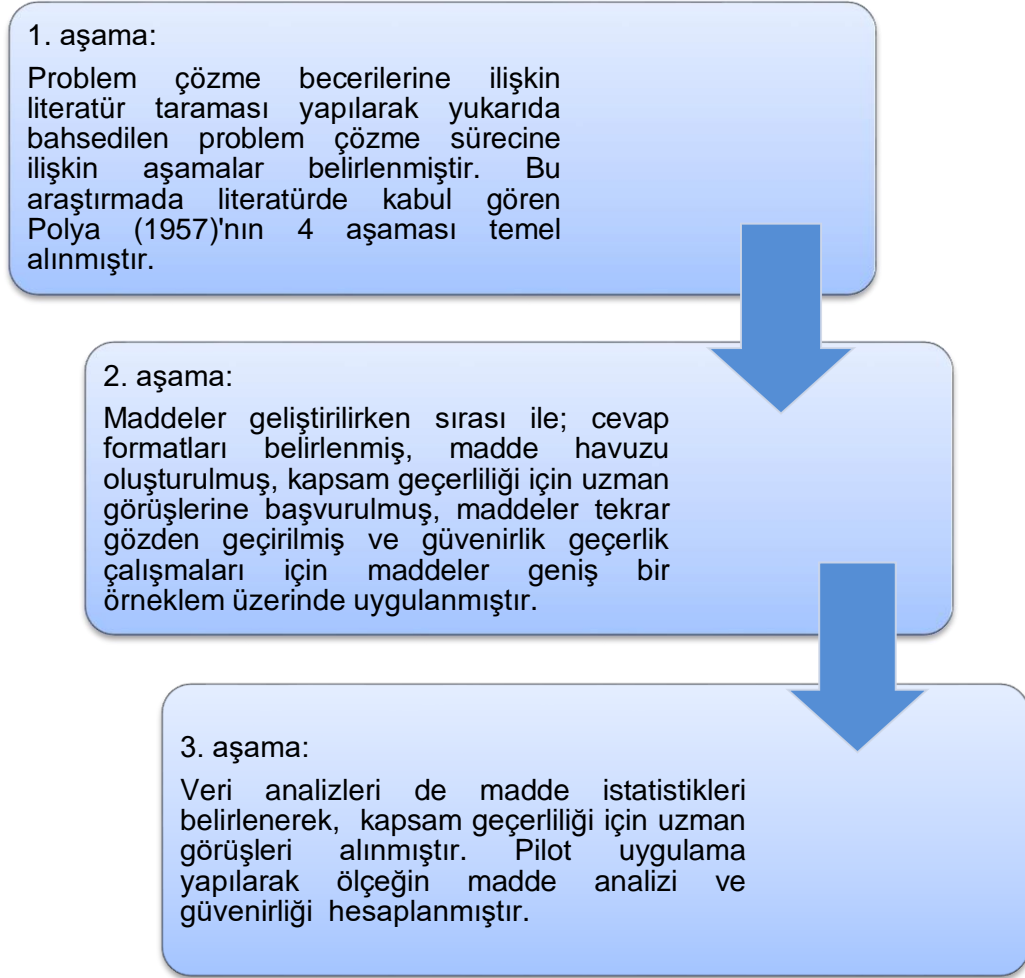 1. aşama:
Problem çözme becerilerine ilişkin
literatür taraması yapılarak yukarıda
bahsedilen problem çözme sürecine
ilişkin aşamalar belirlenmiştir. Bu
araştırmada literatürde kabul gören
Polya (1957)'nın 4 aşaması temel
alınmıştır.
2. aşama:
Maddeler geliştirilirken sırası ile; cevap
formatları belirlenmiş, madde havuzu
oluşturulmuş, kapsam geçerliliği için uzman
görüşlerine başvurulmuş, maddeler tekrar
gözden geçirilmiş ve güvenirlik geçerlik
çalışmaları için maddeler geniş bir
örneklem üzerinde uygulanmıştır.
3. aşama:
Veri analizleri de madde istatistikleri
belirlenerek, kapsam geçerliliği için uzman
görüşleri alınmıştır. Pilot uygulama
yapılarak ölçeğin madde analizi ve
güvenirliği hesaplanmıştır.